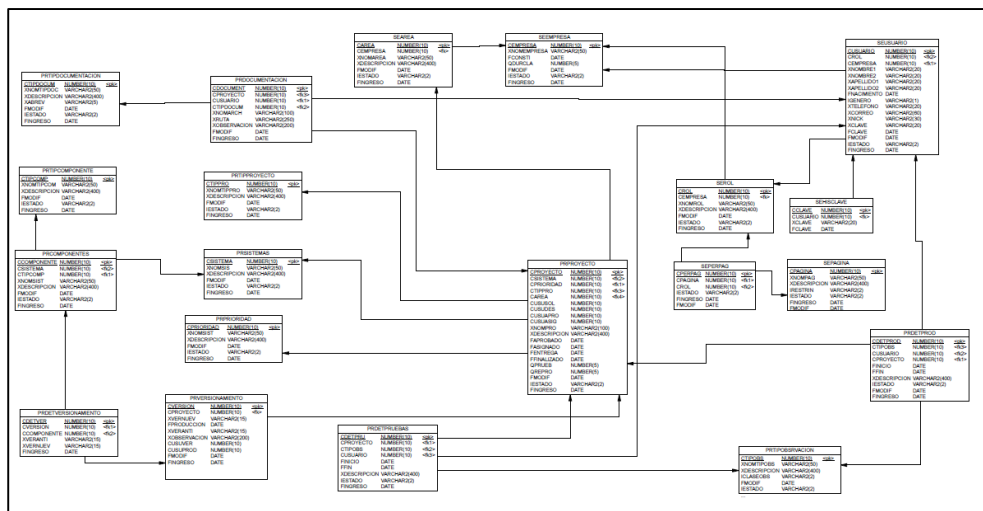 SEAREA
CAREA NUMBER(10) <pk>
CEMPRESA NUMBER(10) <fk>
XNOMAREA VARCHAR2(50)
XDESCRIPCION VARCHAR2(400)
FMODIF DATE
IESTADO VARCHAR2(2)
FINGRESO DATE
SEEMPRESA
CEMPRESA NUMBER(10) <pk>
XNOMEMPRESA VARCHAR2(50)
FCONSTI DATE
QDURCLA NUMBER(5)
FMODIF DATE
IESTADO VARCHAR2(2)
FINGRESO DATE
SEUSUARIO
CUSUARIO NUMBER(10) <pk>
CROL NUMBER(10) <fk2>
CEMPRESA NUMBER(10) <fk1>
XNOMBRE1 VARCHAR2(20)
XNOMBRE2 VARCHAR2(20)
XAPELLIDO1 VARCHAR2(20)
XAPELLIDO2 VARCHAR2(20)
FNACIMIENTO DATE
IGENERO VARCHAR2(1)
XTELEFONO VARCHAR2(20)
XCORREO VARCHAR2(60)
XNICK VARCHAR2(30)
XCLAVE VARCHAR2(20)
FCLAVE DATE
FMODIF DATE
IESTADO VARCHAR2(2)
FINGRESO DATE
PRTIPDOCUMENTACION
CTIPDOCUM NUMBER(10) <pk>
XNOMTIPDOC VARCHAR2(50)
XDESCRIPCION VARCHAR2(400)
XABREV VARCHAR2(5)
FMODIF DATE
IESTADO VARCHAR2(2)
FINGRESO DATE
PRDOCUMENTACION
CDOCUMENT NUMBER(10) <pk>
CPROYECTO NUMBER(10) <fk3>
CUSUARIO NUMBER(10) <fk1>
CTIPDOCUM NUMBER(10) <fk2>
XNOMARCH VARCHAR2(100)
XRUTA VARCHAR2(250)
XOBSERVACION VARCHAR2(200)
FMODIF DATE
FINGRESO DATE
PRTIPCOMPONENTE
CTIPCOMP NUMBER(10) <pk>
XNOMTIPCOM VARCHAR2(50)
XDESCRIPCION VARCHAR2(400)
FMODIF DATE
IESTADO VARCHAR2(2)
FINGRESO DATE
PRTIPPROYECTO
CTIPPRO NUMBER(10) <pk>
XNOMTIPPRO VARCHAR2(50)
XDESCRIPCION VARCHAR2(400)
FMODIF DATE
IESTADO VARCHAR2(2)
FINGRESO DATE
SEROL
CROL NUMBER(10) <pk>
CEMPRESA NUMBER(10) <fk>
XNOMROL VARCHAR2(50)
XDESCRIPCION VARCHAR2(400)
FMODIF DATE
IESTADO VARCHAR2(2)
FINGRESO DATE
SEHISCLAVE
CCLAVE NUMBER(10) <pk>
CUSUARIO NUMBER(10) <fk>
XCLAVE VARCHAR2(20)
FCLAVE DATE
PRCOMPONENTES
CCOMPONENTE NUMBER(10) <pk>
CSISTEMA NUMBER(10) <fk2>
CTIPCOMP NUMBER(10) <fk1>
XNOMSIST VARCHAR2(50)
XDESCRIPCION VARCHAR2(400)
FMODIF DATE
IESTADO VARCHAR2(2)
FINGRESO DATE
PRSISTEMAS
CSISTEMA NUMBER(10) <pk>
XNOMSIS VARCHAR2(50)
XDESCRIPCION VARCHAR2(400)
FMODIF DATE
IESTADO VARCHAR2(2)
FINGRESO DATE
PRPROYECTO
CPROYECTO NUMBER(10) <pk>
CSISTEMA NUMBER(10) <fk2>
CPRIORIDAD NUMBER(10) <fk1>
CTIPPRO NUMBER(10) <fk3>
CAREA NUMBER(10) <fk4>
CUSUSOL NUMBER(10)
CUSUDES NUMBER(10)
CUSUAPRO NUMBER(10)
CUSUASIG NUMBER(10)
XNOMPRO VARCHAR2(100)
XDESCRIPCION VARCHAR2(400)
FAPROBADO DATE
FASIGNADO DATE
FENTREGA DATE
FFINALIZADO DATE
QPRUEB NUMBER(5)
QREPRO NUMBER(5)
FMODIF DATE
IESTADO VARCHAR2(2)
FINGRESO DATE
SEPERPAG
CPERPAG NUMBER(10) <pk>
CPAGINA NUMBER(10) <fk1>
CROL NUMBER(10) <fk2>
IESTADO VARCHAR2(2)
FINGRESO DATE
FMODIF DATE
SEPAGINA
CPAGINA NUMBER(10) <pk>
XNOMPAG VARCHAR2(50)
XDESCRIPCION VARCHAR2(400)
IRESTRIN VARCHAR2(2)
IESTADO VARCHAR2(2)
FMODIF DATE
FINGRESO DATE
PRPRIORIDAD
CPRIORIDAD NUMBER(10) <pk>
XNOMSIST VARCHAR2(50)
XDESCRIPCION VARCHAR2(400)
FMODIF DATE
IESTADO VARCHAR2(2)
FINGRESO DATE
PRDETPROD
CDETPROD NUMBER(10) <pk>
CTIPOBS NUMBER(10) <fk3>
CUSUARIO NUMBER(10) <fk2>
CPROYECTO NUMBER(10) <fk1>
FINICIO DATE
FFIN DATE
XDESCRIPCION VARCHAR2(400)
IESTADO VARCHAR2(2)
FMODIF DATE
FINGRESO DATE
PRDETVERSIONAMIENTO
CDETVER NUMBER(10) <pk>
CVERSION NUMBER(10) <fk1>
CCOMPONENTE NUMBER(10) <fk2>
XVERANTI VARCHAR2(15)
XVERNUEV VARCHAR2(15)
FINGRESO DATE
PRVERSIONAMIENTO
CVERSION NUMBER(10) <pk>
CPROYECTO NUMBER(10) <fk>
XVERNUEV VARCHAR2(15)
FPRODUCCION DATE
XVERANTI VARCHAR2(15)
XOBSERVACION VARCHAR2(200)
CUSUVER NUMBER(10)
CUSUPROD NUMBER(10)
FMODIF DATE
FINGRESO DATE
PRDETPRUEBAS
CDETPRU NUMBER(10) <pk>
CPROYECTO NUMBER(10) <fk1>
CTIPOBS NUMBER(10) <fk2>
CUSUARIO NUMBER(10) <fk3>
FINICIO DATE
FFIN DATE
XDESCRIPCION VARCHAR2(400)
IESTADO VARCHAR2(2)
FINGRESO DATE
PRTIPOBSRVACION
CTIPOBS NUMBER(10) <pk>
XNOMTIPOBS VARCHAR2(50)
XDESCRIPCION VARCHAR2(400)
ICLASEOBS VARCHAR2(2)
FMODIF DATE
IESTADO VARCHAR2(2)